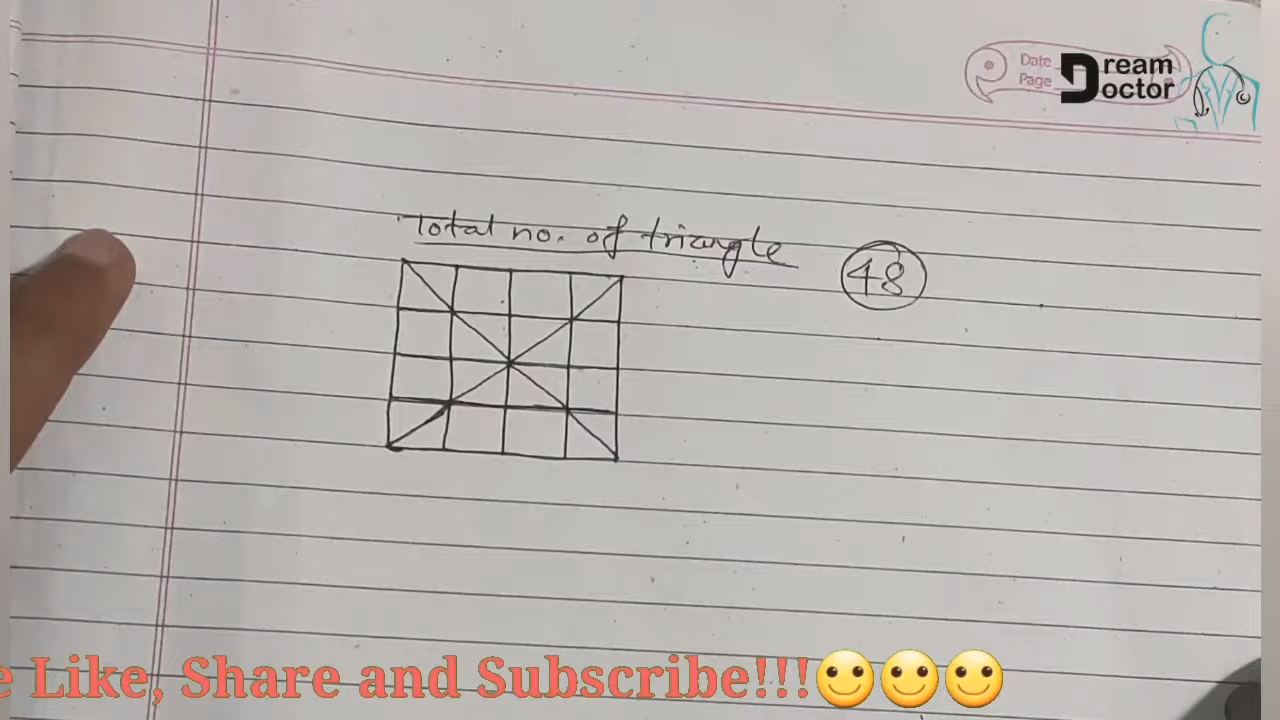 Date
Page
Dream
Doctor
Total no. of triangle
48
e Like, Share and Subscribe!!!